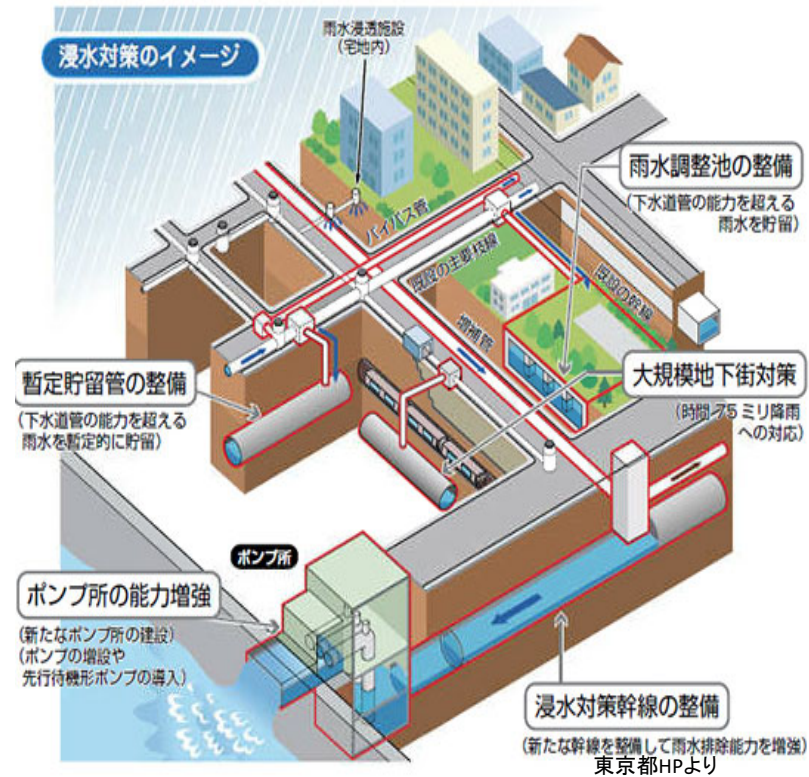 浸水対策のイメージ
雨水浸透施設
(宅地内)
雨水調整池の整備
(下水道管の能力を超える
雨水を貯留)
バイパス管
既設の主要枝線
既設の幹線
増補管
大規模地下街対策
(時間 75 ミリ降雨
への対応)
暫定貯留管の整備
(下水道管の能力を超える
雨水を暫定的に貯留)
ポンプ所
ポンプ所の能力増強
(新たなポンプ所の建設)
(ポンプの増設や
先行待機形ポンプの導入)
浸水対策幹線の整備
(新たな幹線を整備して雨水排除能力を増強)
東京都HPより